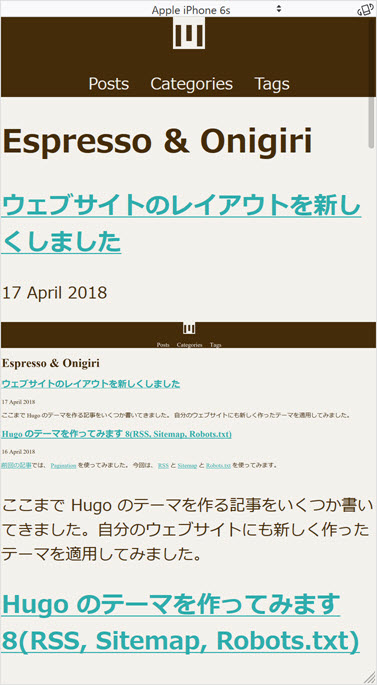 Apple iPhone 6s
Posts Categories Tags
Espresso & Onigiri
ウェブサイトのレイアウトを新し
くしました
17 April 2018
Posts Categories Tags
Espresso & Onigiri
ウェブサイトのレイアウトを新しくしました
17 April 2018
ここまで Hugo のテーマを作る記事をいくつか書いてきました。 自分のウェブサイトにも新しく作ったテーマを適用してみました。
Hugo のテーマを作ってみます 8(RSS, Sitemap, Robots.txt)
16 April 2018
前回の記事では、 Pagination を使ってみました。 今回は、 RSS と Sitemap と Robots.txt を使ってみます。
ここまで Hugo のテーマを作る記事をいくつか書い
てきました。自分のウェブサイトにも新しく作った
テーマを適用してみました。
Hugo のテーマを作ってみます
8(RSS, Sitemap, Robots.txt)